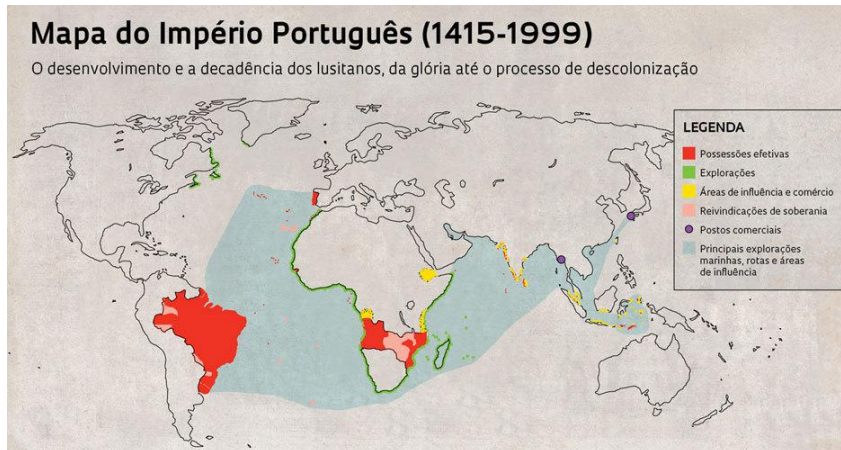 Mapa do Império Português (1415-1999)
O desenvolvimento e a decadência dos lusitanos, da glória até o processo de descolonização
LEGENDA
Possessões efetivas
Explorações
Áreas de influência e comércio
Reivindicações de soberania
Postos comerciais
Principais explorações
marinhas, rotas e áreas
de influência